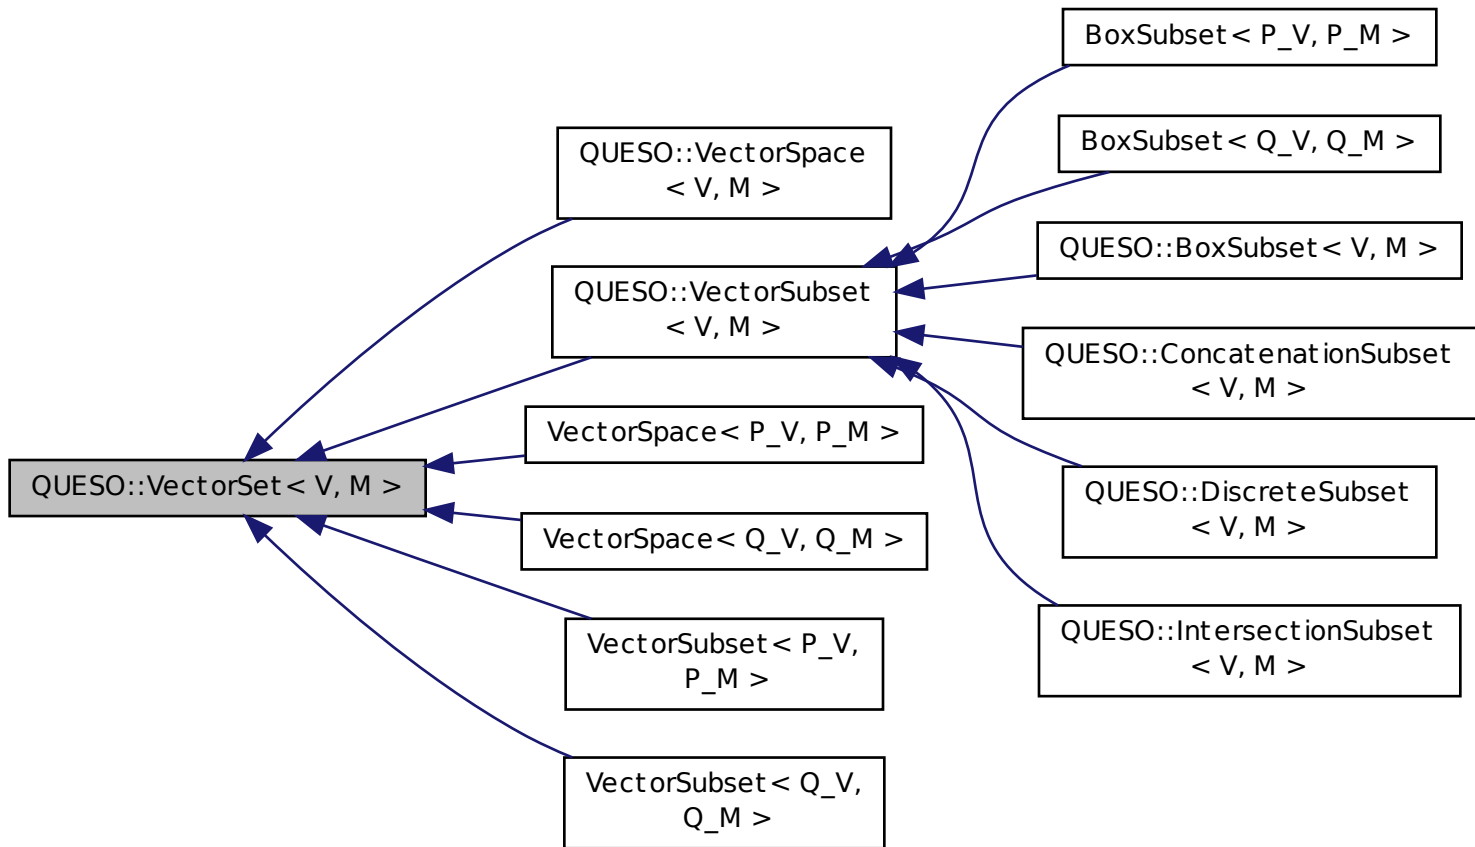 QUESO::VectorSet< V, M >
QUESO::VectorSpace
< V, M >
QUESO::VectorSubset
< V, M >
VectorSpace< P_V, P_M >
VectorSpace< Q_V, Q_M >
VectorSubset< P_V,
P_M >
VectorSubset< Q_V,
Q_M >
BoxSubset< P_V, P_M >
BoxSubset< Q_V, Q_M >
QUESO::BoxSubset< V, M >
QUESO::ConcatenationSubset
< V, M >
QUESO::DiscreteSubset
< V, M >
QUESO::IntersectionSubset
< V, M >